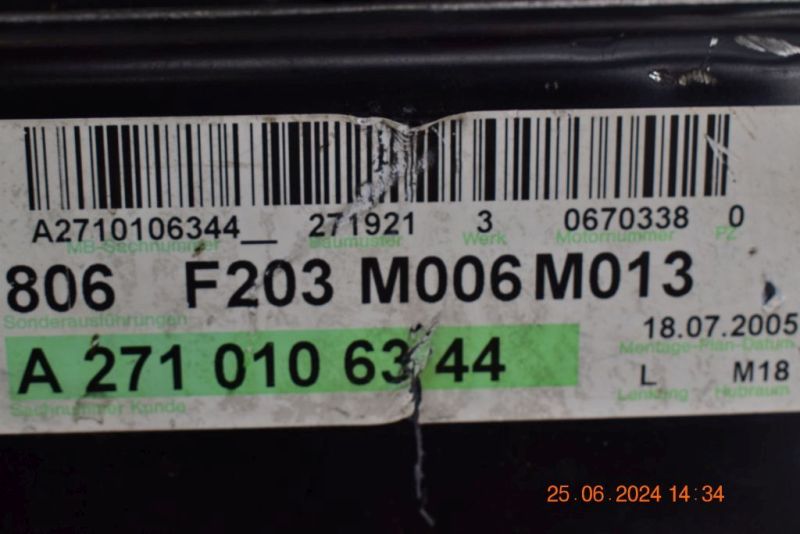 A2710106344__ 271921 3 0670338 0
MB-Sachnummer Baumuster Werk Motornummer PZ
806 F203 M006 M013
Sonderausführungen
18.07.2005
Montage-Plan-Datum
A 271 010 63 44
L M18
Sachnummer Kunde Lenkung Hubraum
25.06.2024 14:34